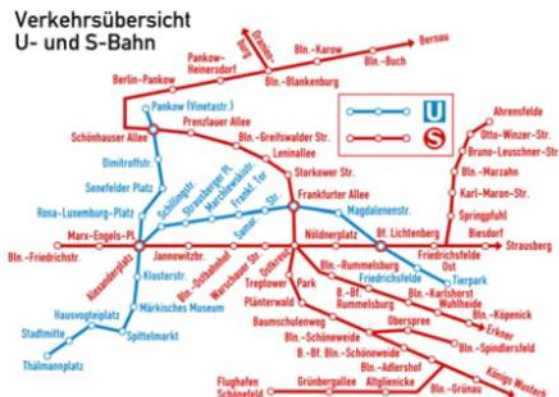 Verkehrsübersicht
U- und S-Bahn
Oranien-
burg
Bln.-Karow
Bernau
Pankow-
Heinersdorf
Bln.-Buch
Berlin-Pankow
Bln.-Blankenburg
Pankow (Vinetastr.)
Prenzlauer Allee
Schönhauser Allee
Bln.-Greifswalder Str.
Leninallee
Storkower Str.
Dimitroffstr.
Senefelder Platz
Rosa-Luxemburg-Platz
Schillingstr.
Strausberger Pl.
Marchlewskistr.
Frankf. Tor
Samar. Str.
Frankfurter Allee
Magdalenenstr.
U
S
Ahrensfelde
Otto-Winzer-Str.
Bruno-Leuschner-Str.
Bln.-Marzahn
Karl-Maron-Str.
Springpfuhl
Marx-Engels-Pl.
Bln.-Friedrichstr.
Alexanderplatz
Jannowitzbr.
Bln.-Ostbahnhof
Warschauer Str.
Ostkreuz
Nöldnerplatz
Bf. Lichtenberg
Friedrichsfelde
Ost
Biesdorf
Strausberg
Klosterstr.
Märkisches Museum
Spittelmarkt
Hausvogteiplatz
Stadtmitte
Thälmannplatz
Treptower
Park
Plänterwald
Baumschulenweg
Bln.-Rummelsburg
Friedrichsfelde
Tierpark
B.-Bf.
Rummelsburg
Bln.-Karlshorst
Wuhlheide
Bln.-Köpenick
Erkner
Bln.-Schöneweide
Oberspree
Bln.-Spindlersfeld
B.-Bf. Bln.-Schöneweide
Bln.-Adlershof
Bln.-Grünau
Königs Wusterh.
Flughafen
Schönefeld
Grünbergallee
Altglienicke